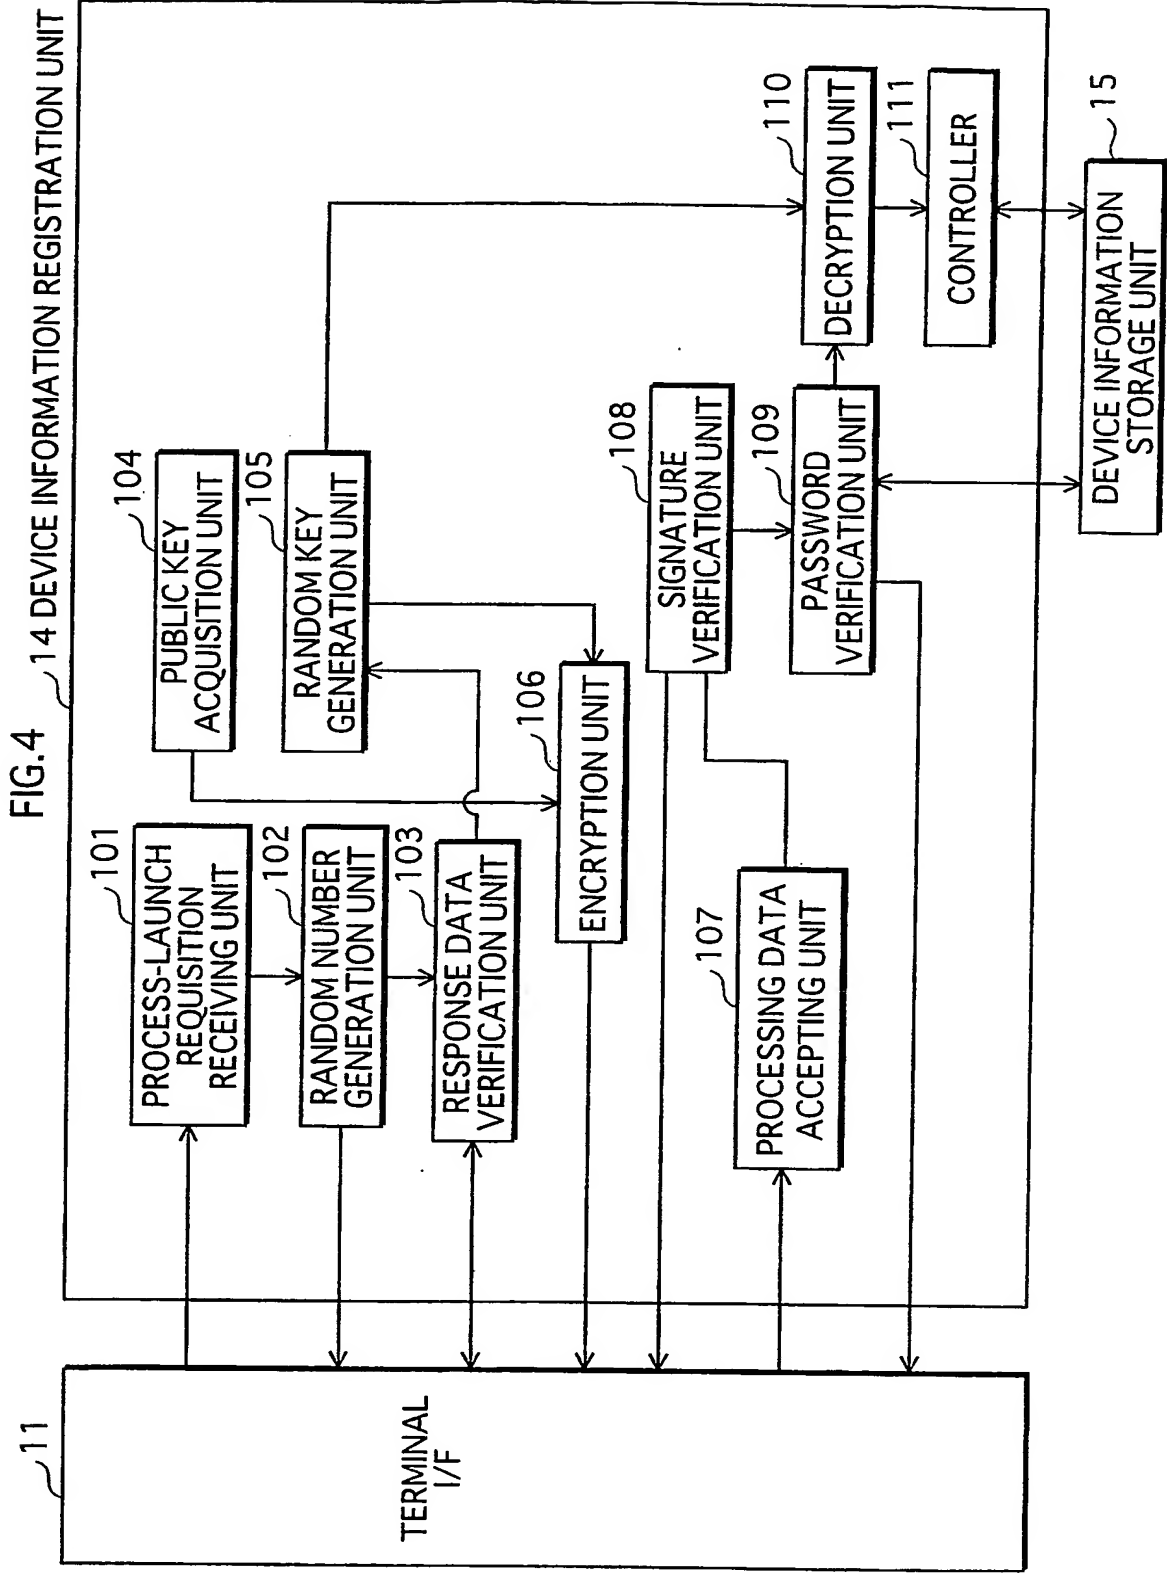 FIG.4
14 DEVICE INFORMATION REGISTRATION UNIT
11
TERMINAL
I/F
101
PROCESS-LAUNCH
REQUISITION
RECEIVING UNIT
102
RANDOM NUMBER
GENERATION UNIT
103
RESPONSE DATA
VERIFICATION UNIT
104
PUBLIC KEY
ACQUISITION UNIT
105
RANDOM KEY
GENERATION UNIT
106
ENCRYPTION UNIT
107
PROCESSING DATA
ACCEPTING UNIT
108
SIGNATURE
VERIFICATION UNIT
109
PASSWORD
VERIFICATION UNIT
110
DECRYPTION UNIT
111
CONTROLLER
15
DEVICE INFORMATION
STORAGE UNIT